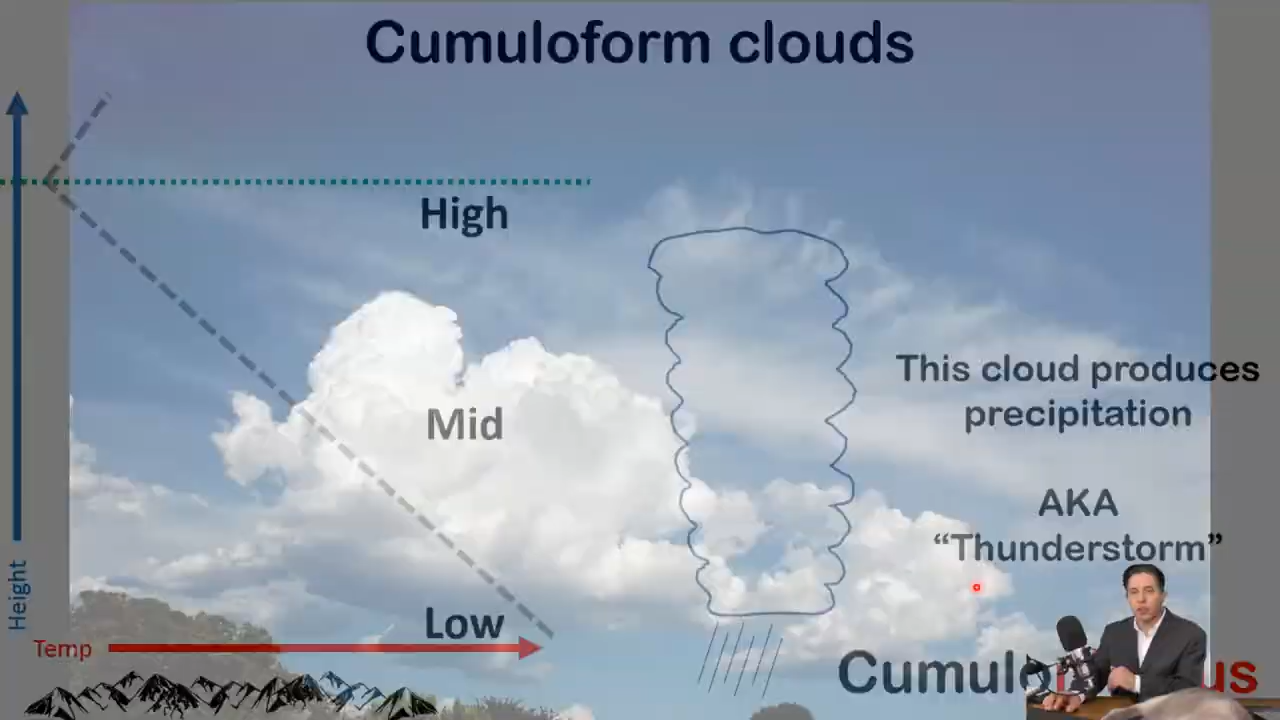 Cumuloform clouds
High
Mid
This cloud produces
precipitation
AKA
“Thunderstorm”
Height
Low
Temp